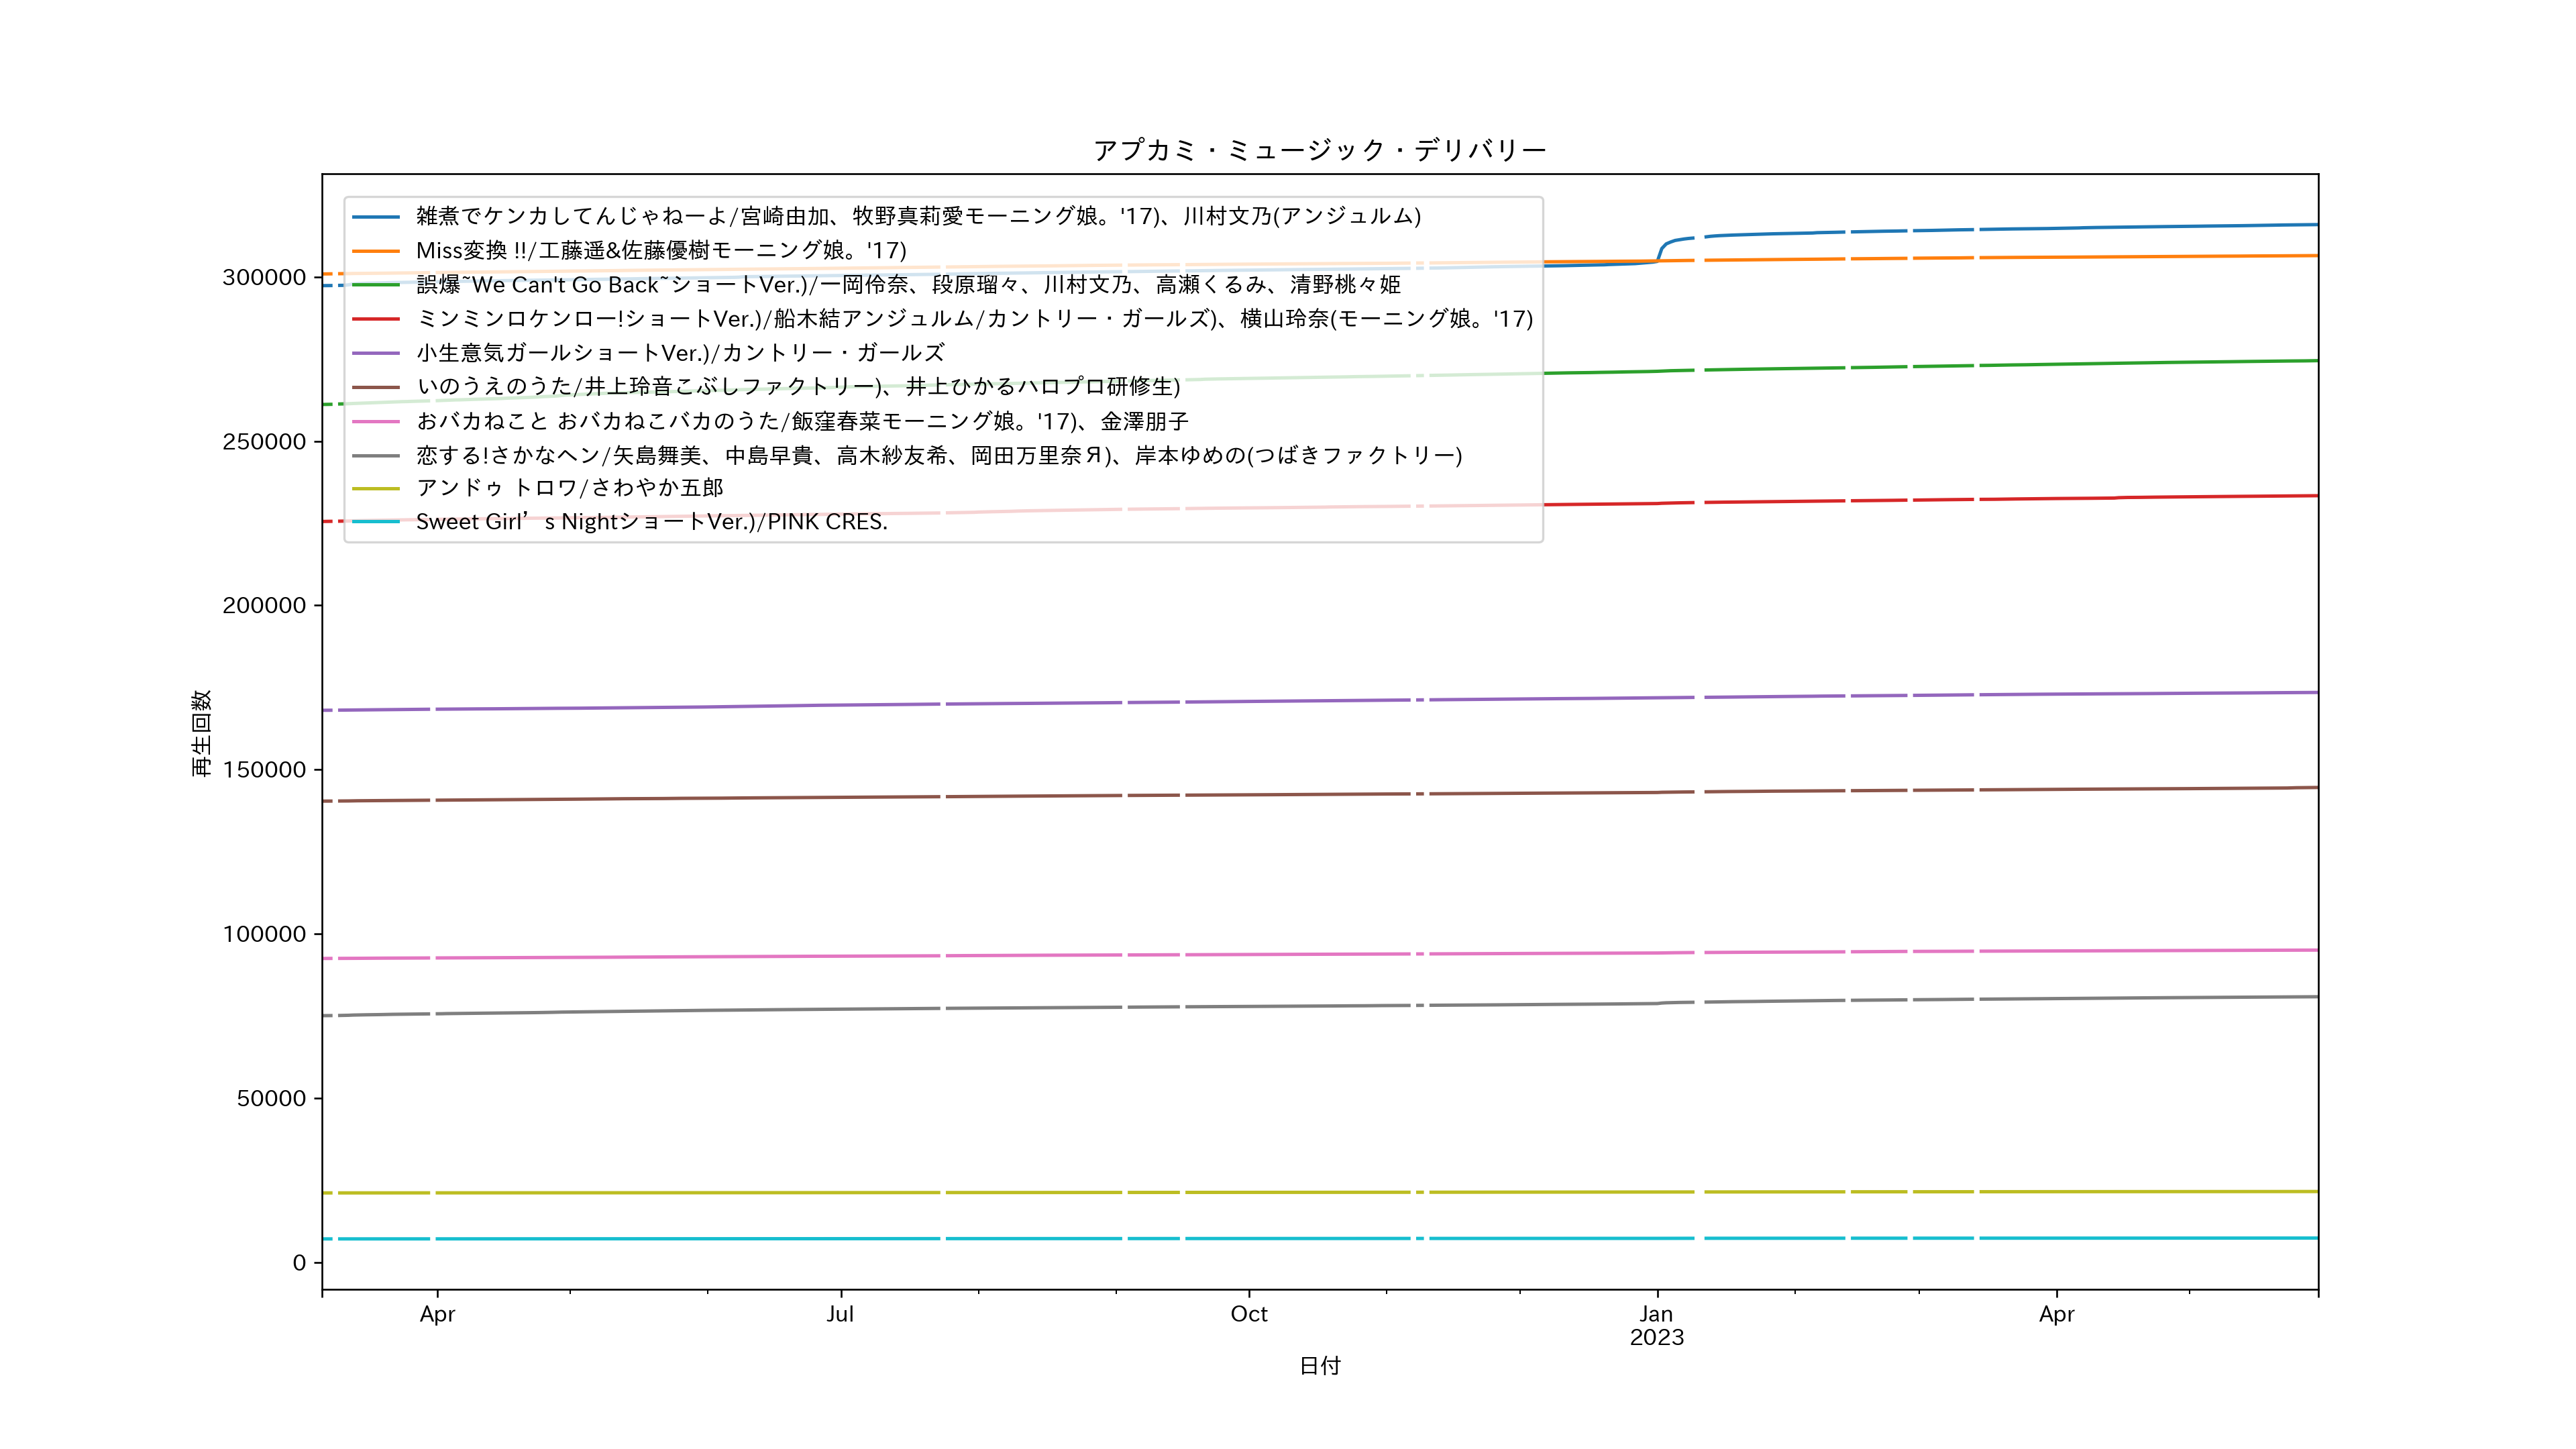 アプカミ・ミュージック・デリバリー
雑煮でケンカしてんじゃねーよ/宮崎由加、牧野真莉愛モーニング娘。'17)、川村文乃(アンジュルム)
Miss変換 !!/工藤遥&佐藤優樹モーニング娘。'17)
誤爆~We Can't Go Back~ショートVer.)/一岡伶奈、段原瑠々、川村文乃、高瀬くるみ、清野桃々姫
ミンミンロケンロー!ショートVer.)/船木結アンジュルム/カントリー・ガールズ)、横山玲奈(モーニング娘。'17)
小生意気ガールショートVer.)/カントリー・ガールズ
いのうえのうた/井上玲音こぶしファクトリー)、井上ひかるハロプロ研修生)
おバカねこと おバカねこバカのうた/飯窪春菜モーニング娘。'17)、金澤朋子
恋する!さかなヘン/矢島舞美、中島早貴、高木紗友希、岡田万里奈Я)、岸本ゆめの(つばきファクトリー)
アンドゥ トロワ/さわやか五郎
Sweet Girl’s NightショートVer.)/PINK CRES.
再生回数
300000
250000
200000
150000
100000
50000
0
Apr
Jul
Oct
Jan
2023
Apr
日付